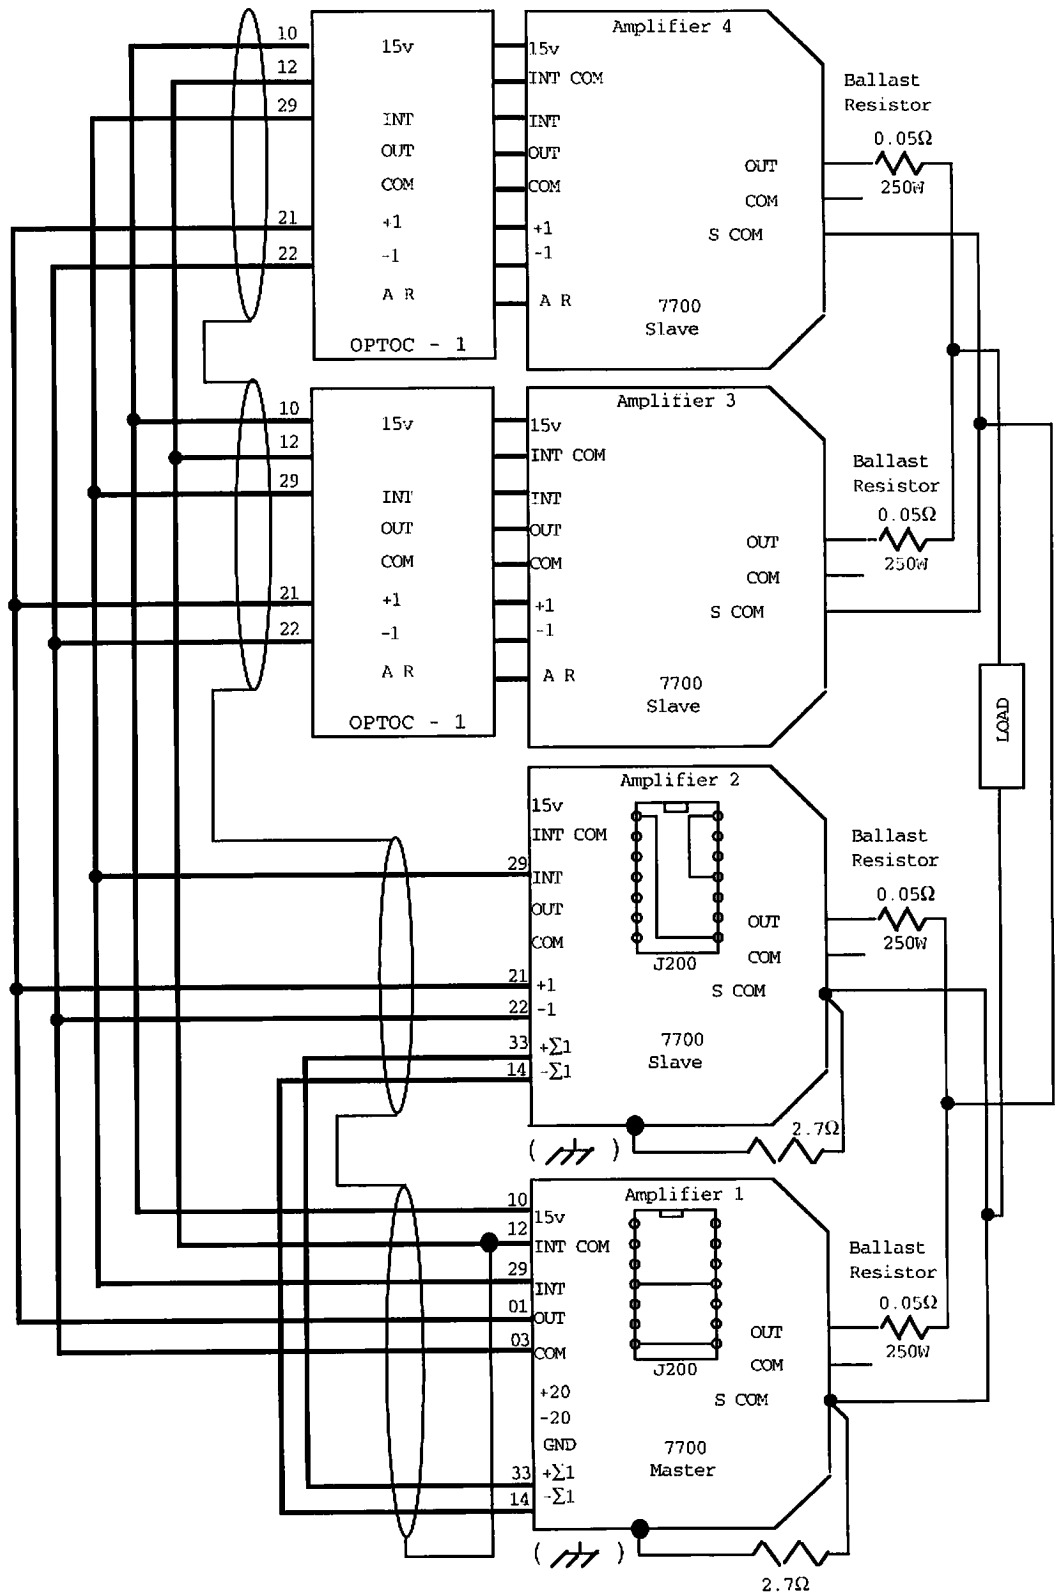 Amplifier 4
10
15v
15v
12
INT COM
29
INT
INT
OUT
OUT
COM
COM
21
+1
+1
22
-1
-1
A R
A R
OPTOC - 1
7700
Slave
OUT
COM
S COM
Ballast
Resistor
0.05Ω
250W
Amplifier 3
10
15v
15v
12
INT COM
29
INT
INT
OUT
OUT
COM
COM
21
+1
+1
22
-1
-1
A R
A R
OPTOC - 1
7700
Slave
OUT
COM
S COM
Ballast
Resistor
0.05Ω
250W
LOAD
Amplifier 2
15v
INT COM
29
INT
OUT
COM
21
+1
22
-1
33
+Σ1
14
-Σ1
J200
7700
Slave
OUT
COM
S COM
Ballast
Resistor
0.05Ω
250W
( )
2.7Ω
Amplifier 1
10
15v
12
INT COM
29
INT
01
OUT
03
COM
+20
-20
GND
33
+Σ1
14
-Σ1
J200
7700
Master
OUT
COM
S COM
Ballast
Resistor
0.05Ω
250W
( )
2.7Ω